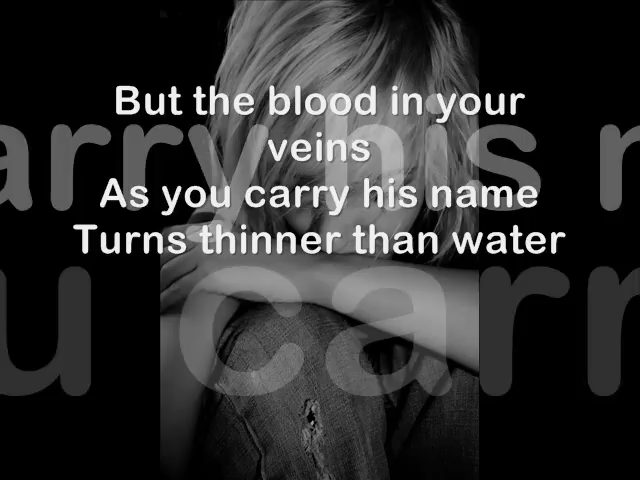 But the blood in your
veins
As you carry his name
Turns thinner than water
arry his n
u carr